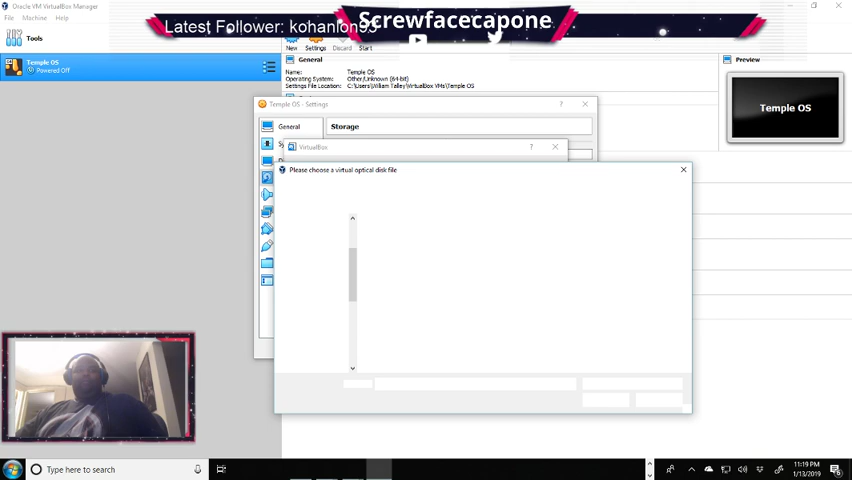 Oracle VM VirtualBox Manager
File Machine Help
Latest Follower: kohanion93
Screwfacecapone
Tools
New Settings Discard Start
Temple OS
Powered Off
General
Name: Temple OS
Operating System: Other/Unknown (64-bit)
Settings File Location: C:\Users\William Talley\VirtualBox VMs\Temple OS
Preview
Temple OS
Temple OS - Settings
General
Storage
VirtualBox
Please choose a virtual optical disk file
Type here to search
11:19 PM
1/13/2019